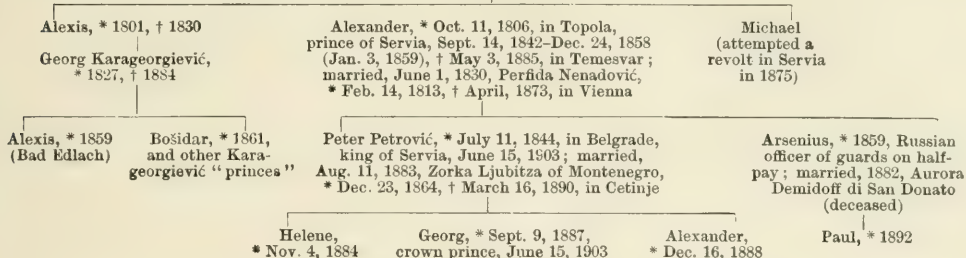 Alexis, * 1801, † 1830
Georg Karageorgiević,
* 1827, † 1884
Alexander, * Oct. 11, 1806, in Topola,
prince of Servia, Sept. 14, 1842–Dec. 24, 1858
(Jan. 3, 1859), † May 3, 1885, in Temesvar ;
married, June 1, 1830, Perfida Nenadović,
* Feb. 14, 1813, † April, 1873, in Vienna
Michael
(attempted a
revolt in Servia
in 1875)
Alexis, * 1859
(Bad Edlach)
Bošidar, * 1861,
and other Kara-
georgiević “ princes ”
Peter Petrović, * July 11, 1844, in Belgrade,
king of Servia, June 15, 1903 ; married,
Aug. 11, 1883, Zorka Ljubitza of Montenegro,
* Dec. 23, 1864, † March 16, 1890, in Cetinje
Arsenius, * 1859, Russian
officer of guards on half-
pay ; married, 1882, Aurora
Demidoff di San Donato
(deceased)
Helene,
* Nov. 4, 1884
Georg, * Sept. 9, 1887,
crown prince, June 15, 1903
Alexander,
* Dec. 16, 1888
Paul, * 1892